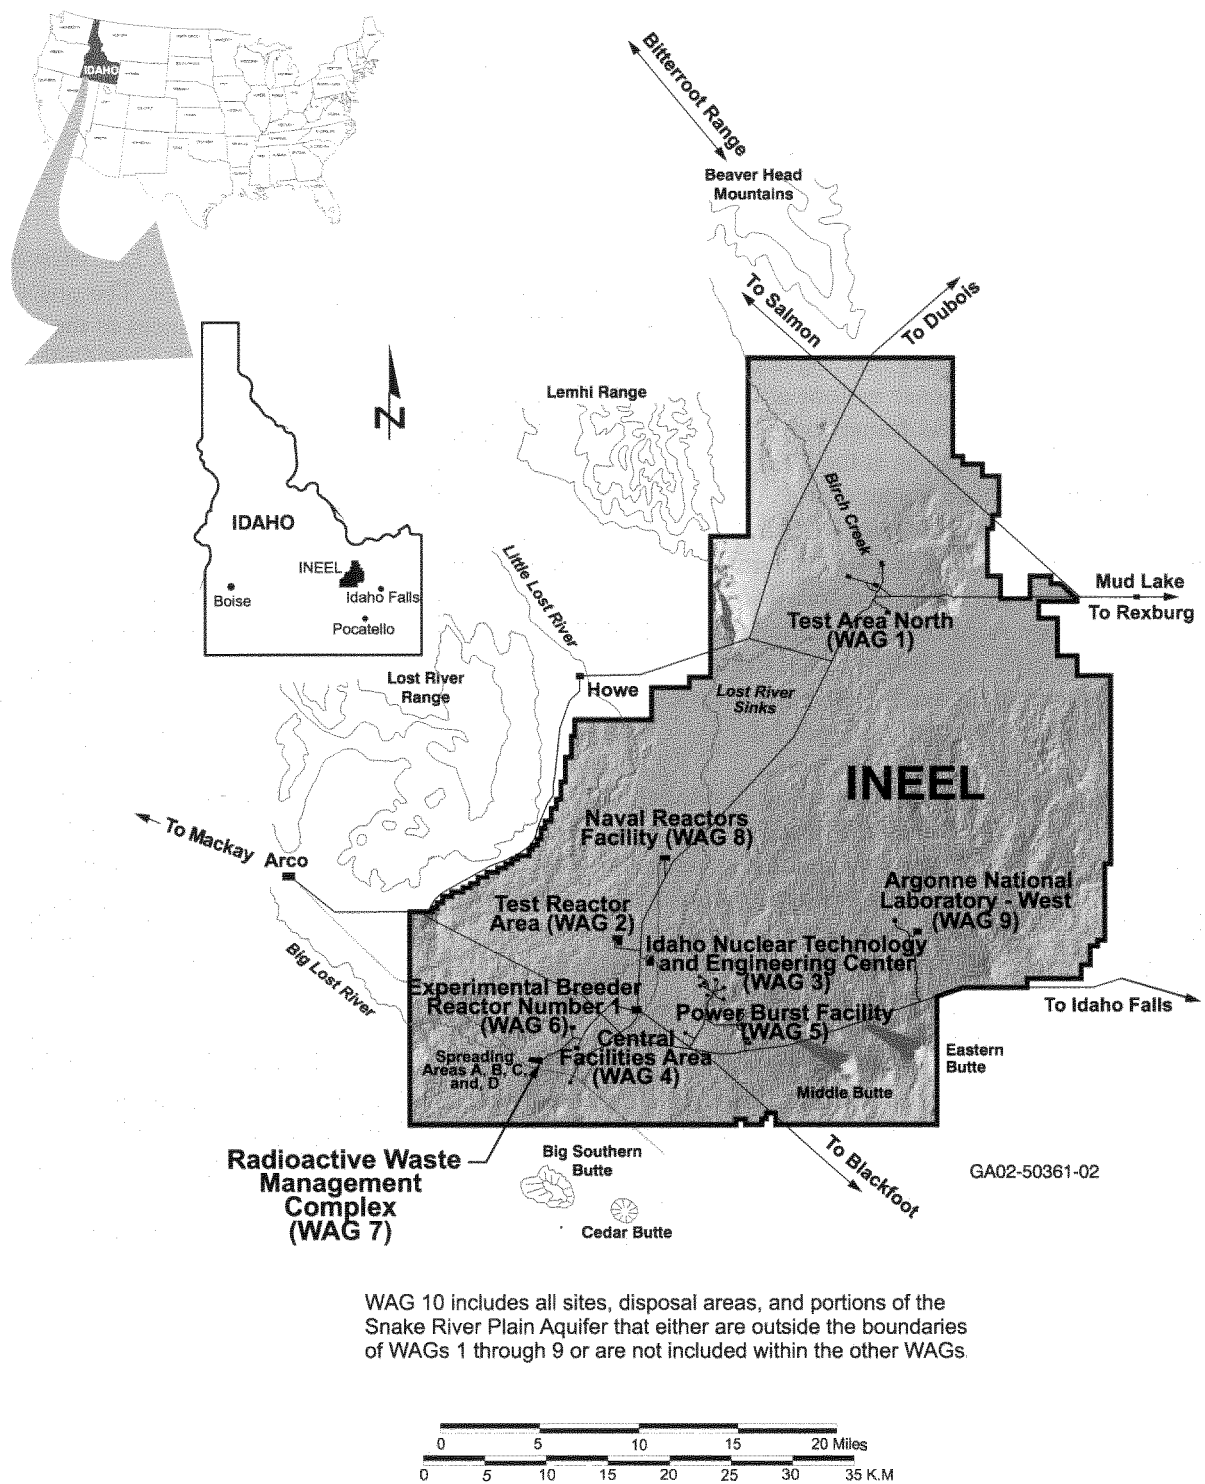 IDAHO
Bitterroot Range
Beaver Head
Mountains
To Salmon
To Dubois
Lemhi Range
N
Birch Creek
IDAHO
INEEL
Boise
Idaho Falls
Pocatello
Little Lost River
Mud Lake
To Rexburg
Test Area North
(WAG 1)
Lost River
Range
Howe
Lost River
Sinks
INEEL
Naval Reactors
Facility (WAG 8)
To Mackay
Arco
Argonne National
Laboratory - West
(WAG 9)
Test Reactor
Area (WAG 2)
Idaho Nuclear Technology
and Engineering Center
(WAG 3)
Big Lost River
Experimental Breeder
Reactor Number 1
(WAG 6)
Power Burst Facility
(WAG 5)
To Idaho Falls
Central
Facilities Area
(WAG 4)
Spreading
Areas A, B, C,
and, D
Eastern
Butte
Middle Butte
Radioactive Waste
Management
Complex
(WAG 7)
Big Southern
Butte
Cedar Butte
To Blackfoot
GA02-50361-02
WAG 10 includes all sites, disposal areas, and portions of the
Snake River Plain Aquifer that either are outside the boundaries
of WAGs 1 through 9 or are not included within the other WAGs.
0 5 10 15 20 Miles
0 5 10 15 20 25 30 35 K.M